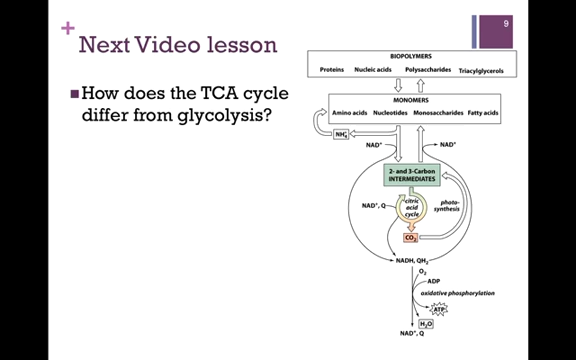 9
+
Next Video lesson
How does the TCA cycle
differ from glycolysis?
BIOPOLYMERS
Proteins Nucleic acids Polysaccharides Triacylglycerols
MONOMERS
Amino acids Nucleotides Monosaccharides Fatty acids
NH₄⁺
NAD⁺ NAD⁺
2- and 3-Carbon
INTERMEDIATES
NAD⁺, Q
citric
acid
cycle
photo-
synthesis
CO₂
NADH, QH₂
O₂
ADP
oxidative phosphorylation
ATP
H₂O
NAD⁺, Q